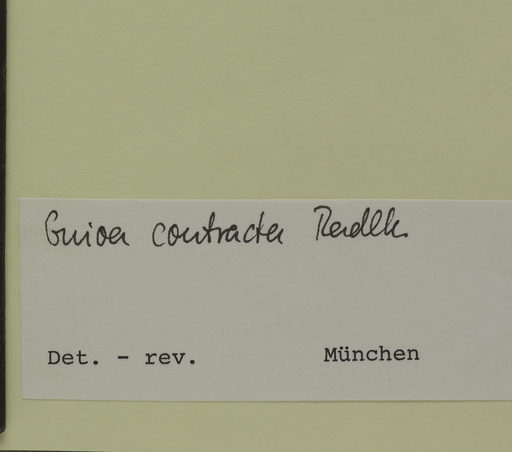 Guioa contracta Radlk.
Det. - rev. München